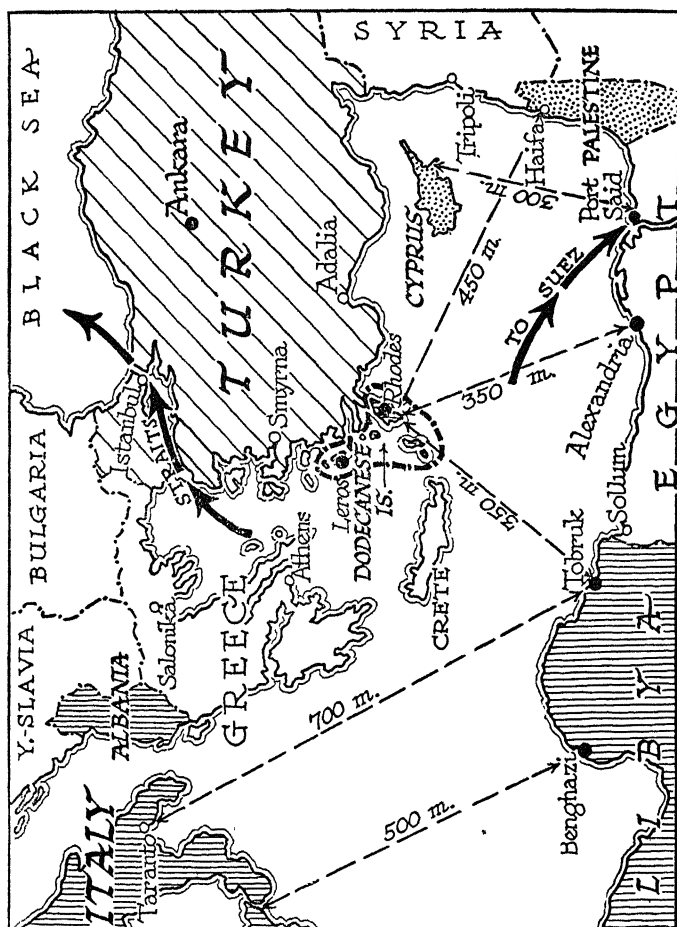 BLACK SEA
Y.-SLAVIA
BULGARIA
ITALY
Taranto
ALBANIA
Salonika
STRAITS
Istanbul
Ankara
TURKEY
GREECE
Athens
Smyrna
Adalia
SYRIA
Leros
DODECANESE
IS.
Rhodes
CRETE
CYPRUS
Tripoli
Haifa
PALESTINE
700 m.
500 m.
350 m.
350 m.
450 m.
300 m.
TO SUEZ
Benghazi
Tobruk
Sollum
Alexandria
Port
Said
LIBYA
EGYPT